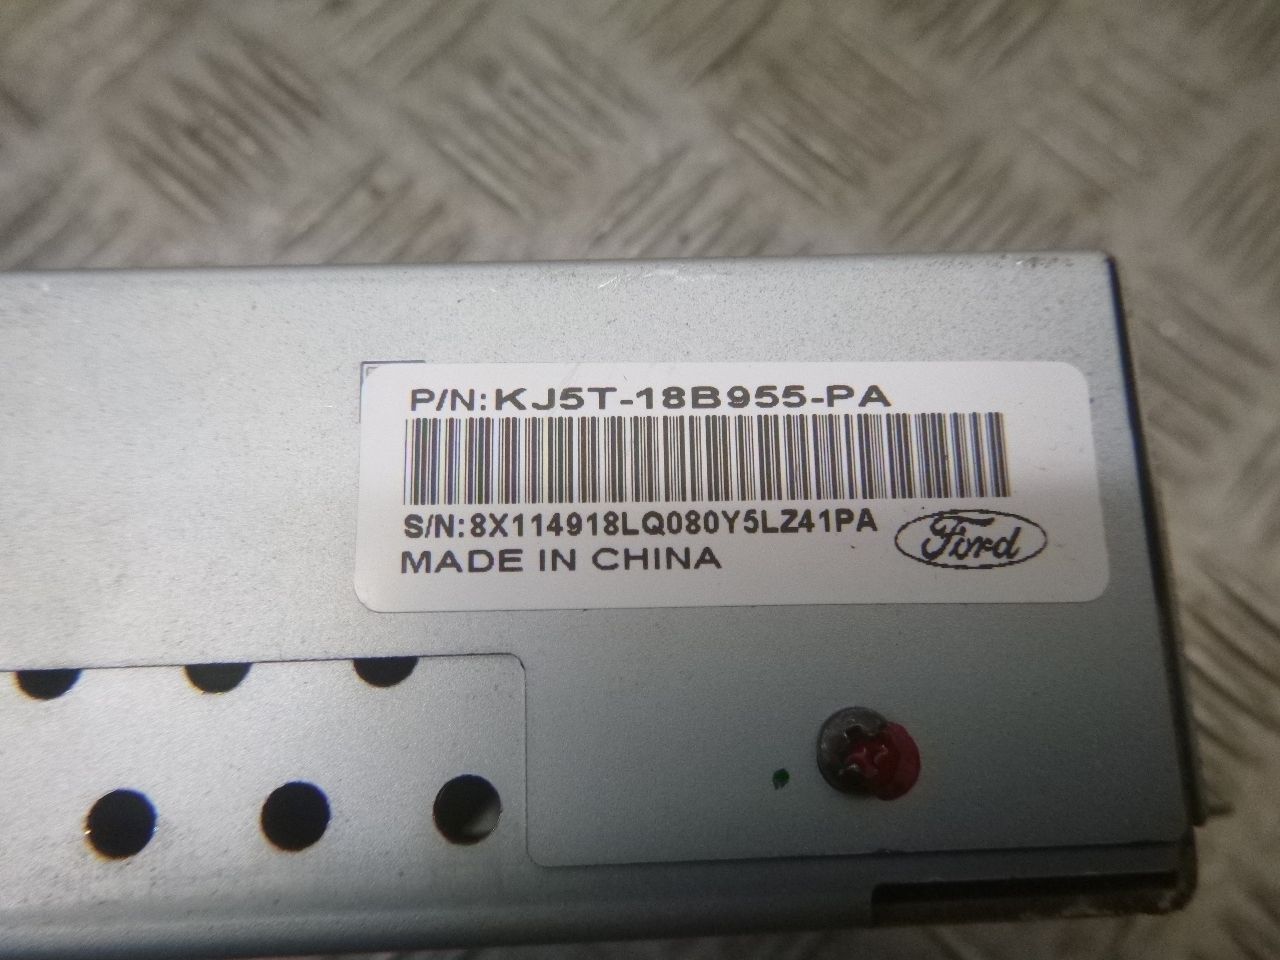 P/N:KJ5T-18B955-PA
S/N:8X114918LQ080Y5LZ41PA
MADE IN CHINA
Ford